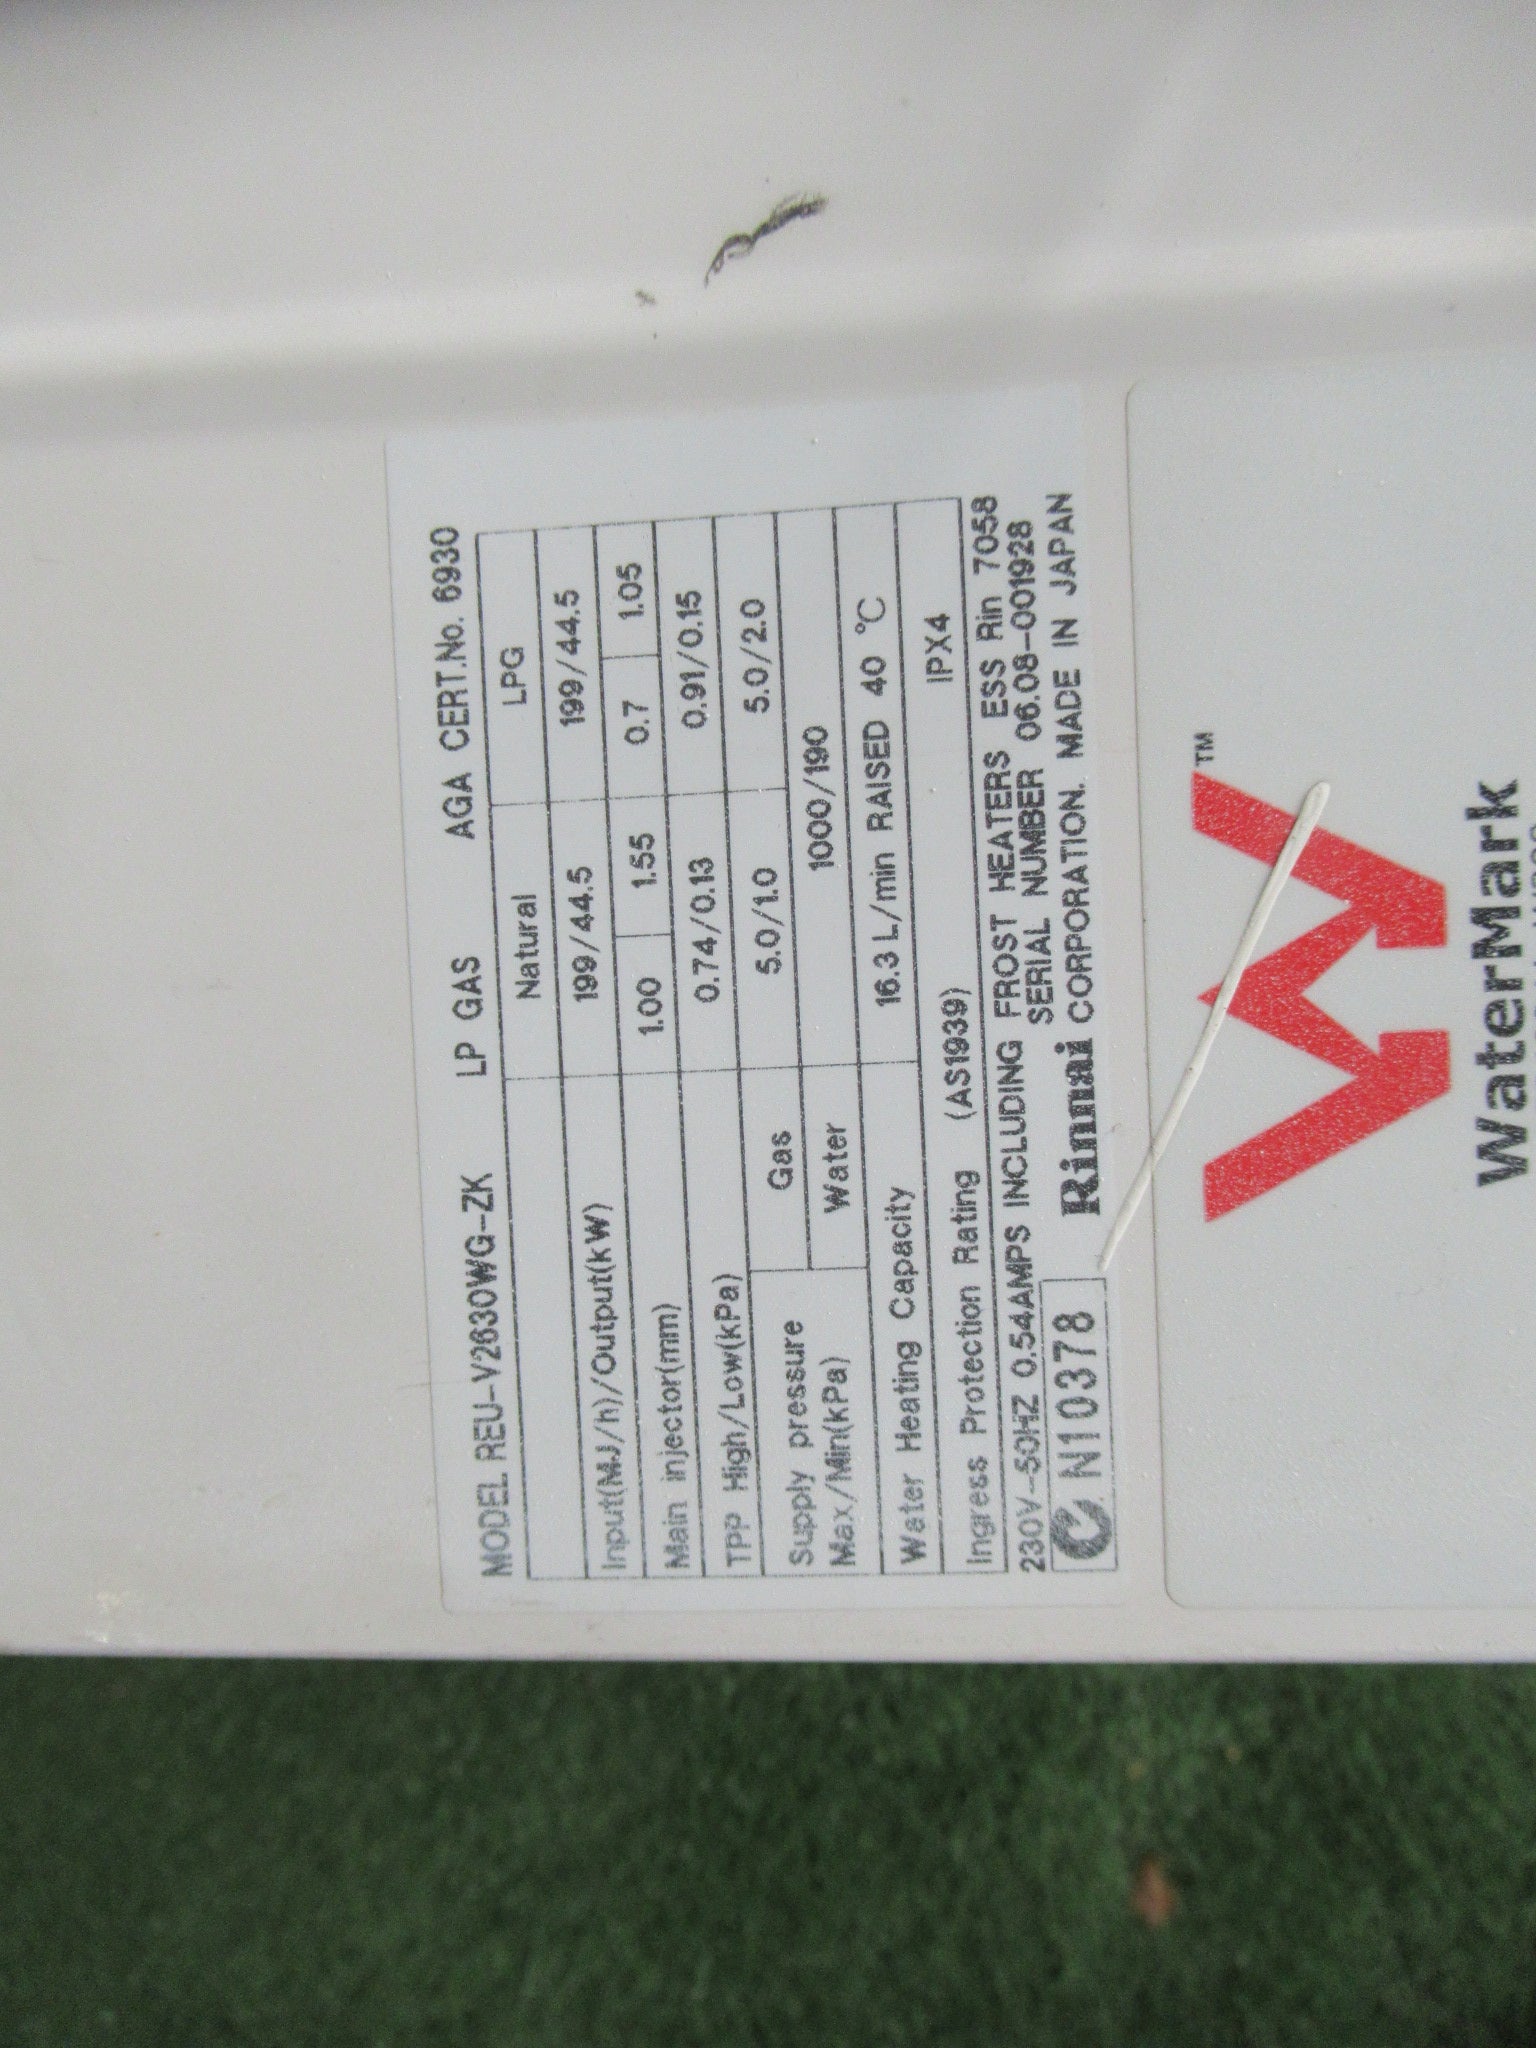 MODEL REU-V2630WG-ZK LP GAS AGA CERT.No. 6930
Natural LPG
Input(MJ/h)/Output(kW) 199/44.5 199/44.5
Main injector(mm) 1.00 1.55 0.7 1.05
TPP High/Low(kPa) 0.74/0.13 0.91/0.15
Supply pressure Max/Min(kPa) Gas 5.0/1.0 5.0/2.0
Water 1000/190
Water Heating Capacity 16.3 L/min RAISED 40 °C
Ingress Protection Rating (AS1939) IPX4
230V-50HZ 0.54AMPS INCLUDING FROST HEATERS ESS Rin 7058
SERIAL NUMBER 06.08-001928
N10378 Rinnai CORPORATION. MADE IN JAPAN
TM
WaterMark